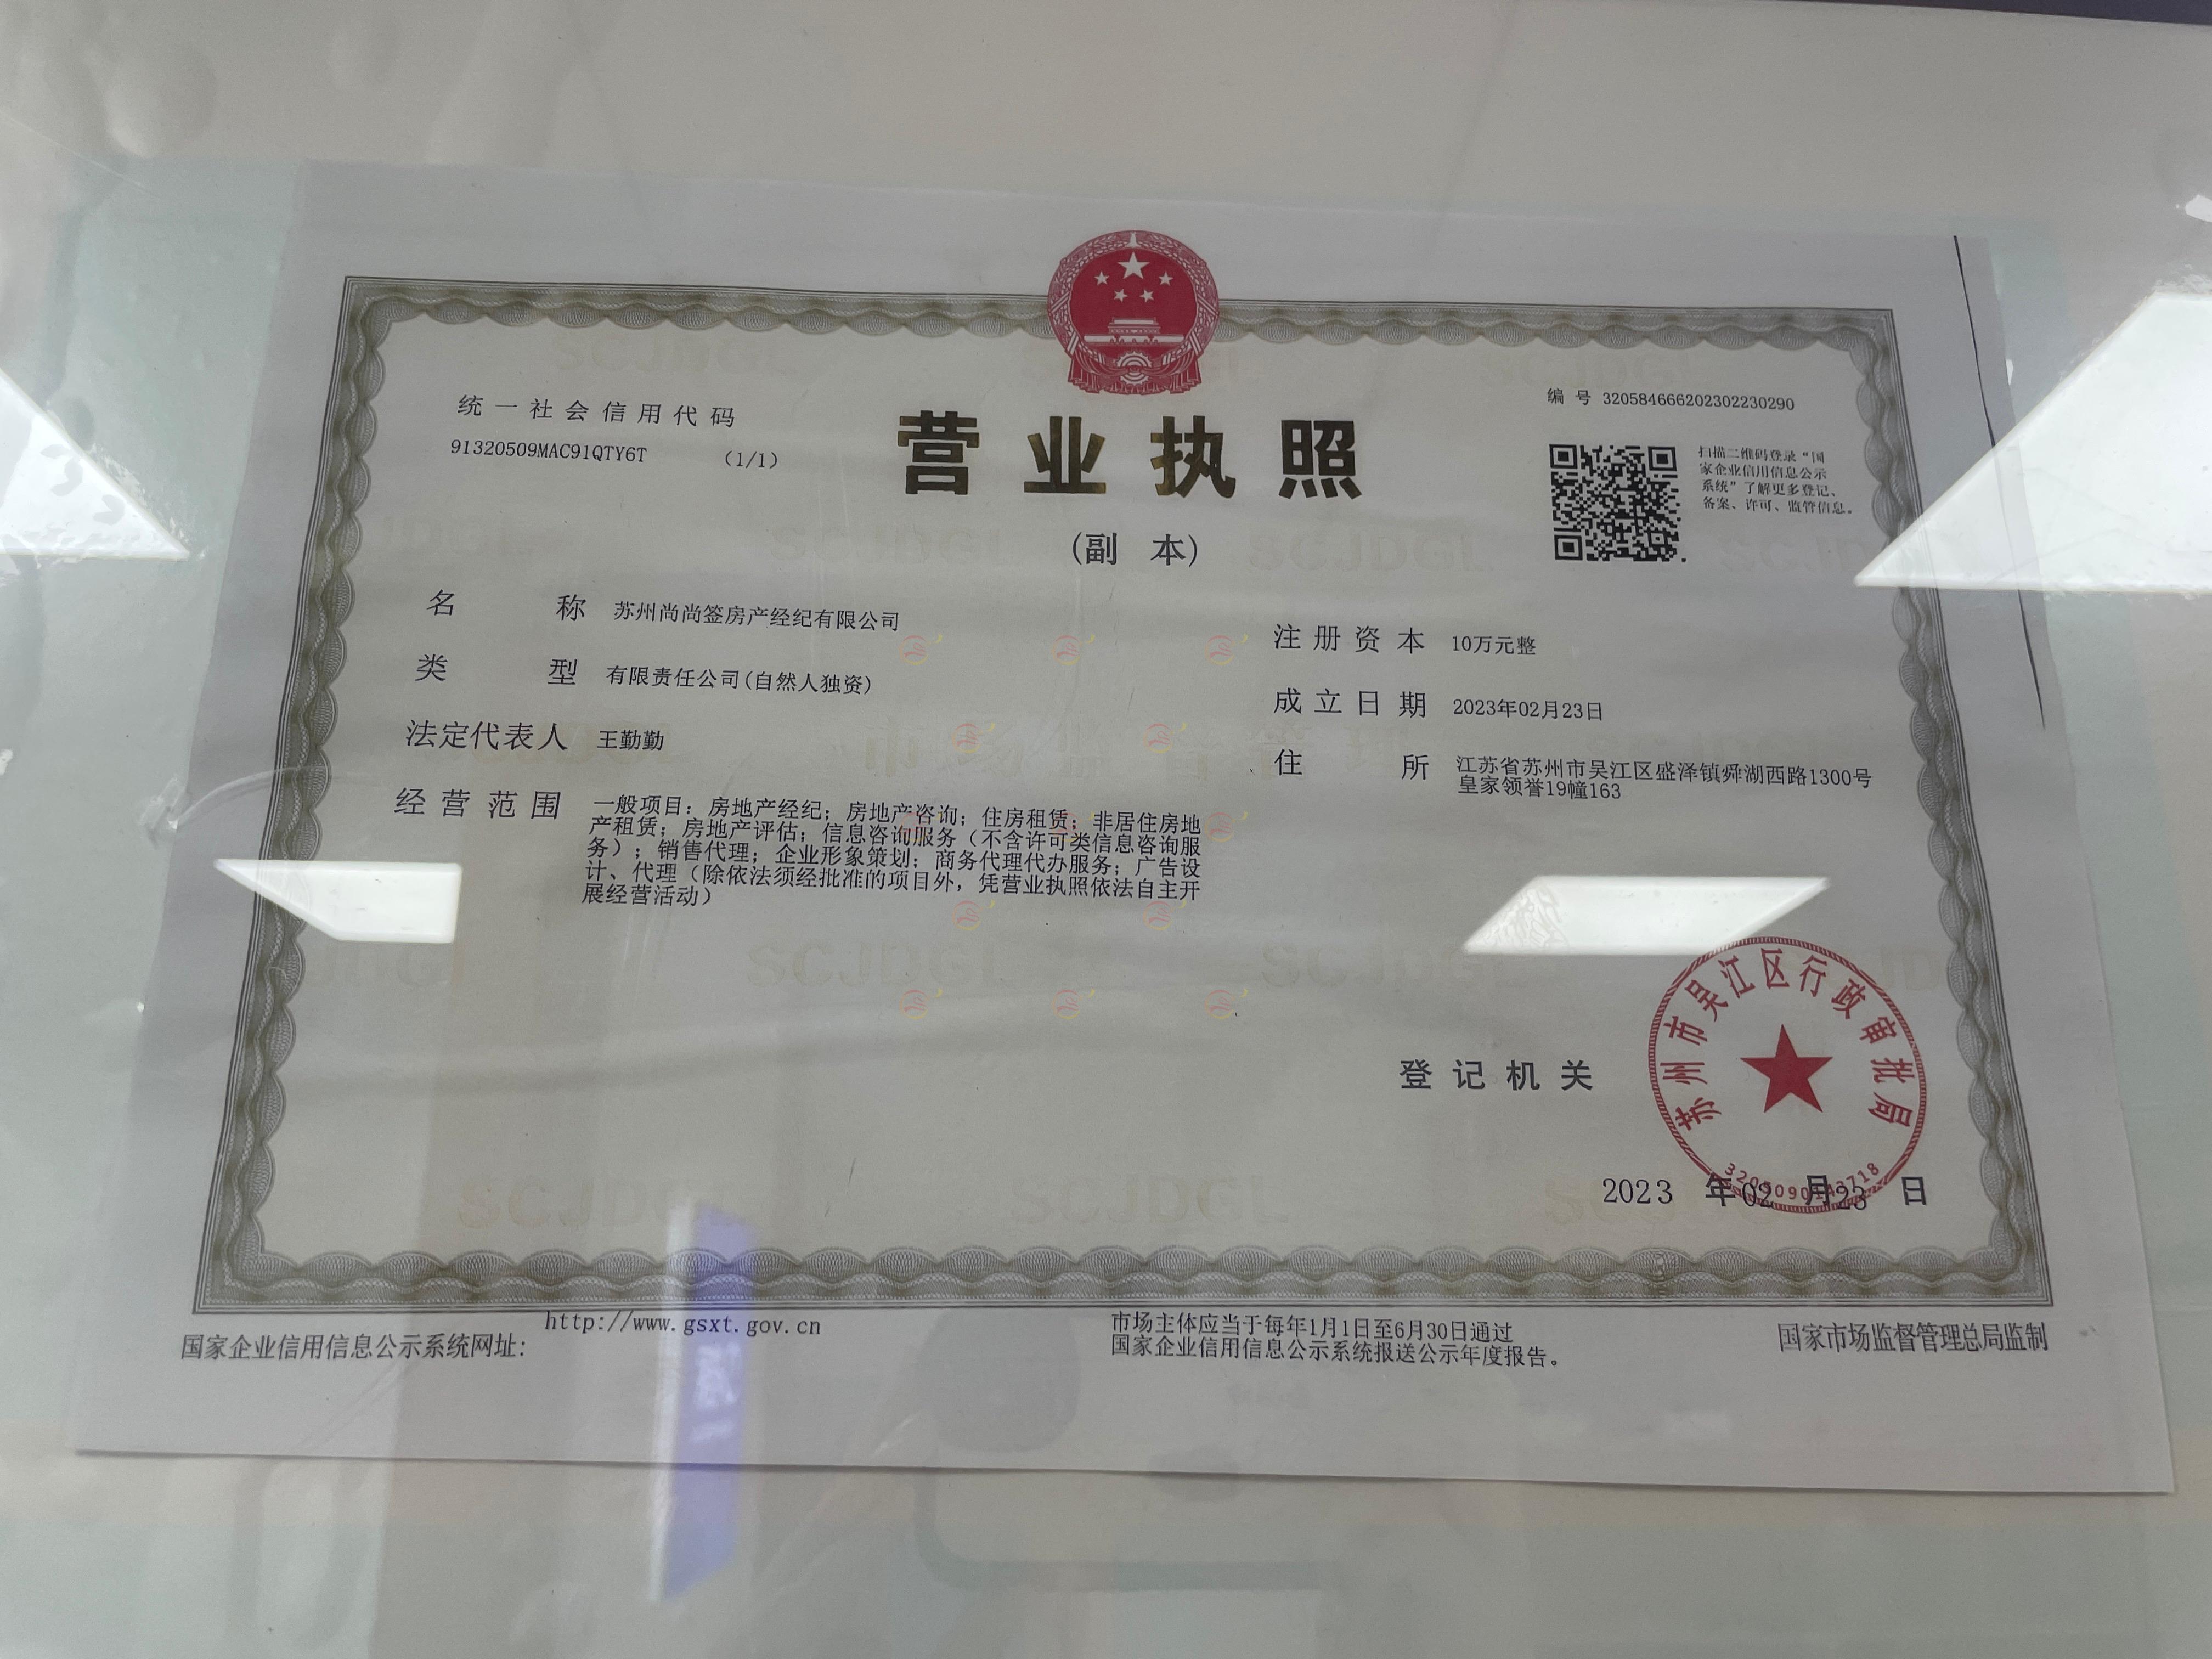 统一社会信用代码
91320509MAC91QTY6T (1/1)
营业执照
(副 本)
编 号 320584666202302230290
扫描二维码登录“国
家企业信用信息公示
系统”了解更多登记、
备案、许可、监管信息。
名 称 苏州尚尚签房产经纪有限公司
类 型 有限责任公司(自然人独资)
法定代表人 王勤勤
经营范围 一般项目：房地产经纪；房地产咨询；住房租赁；非居住房地
产租赁；房地产评估；信息咨询服务（不含许可类信息咨询服
务）；销售代理；企业形象策划；商务代理代办服务；广告设
计、代理（除依法须经批准的项目外，凭营业执照依法自主开
展经营活动）
注册资本 10万元整
成立日期 2023年02月23日
住 所 江苏省苏州市吴江区盛泽镇舜湖西路1300号
皇家领誉19幢163
登记机关
苏州市吴江区行政审批局
2023 年02 月23 日
国家企业信用信息公示系统网址：
http://www.gsxt.gov.cn
市场主体应当于每年1月1日至6月30日通过
国家企业信用信息公示系统报送公示年度报告。
国家市场监督管理总局监制